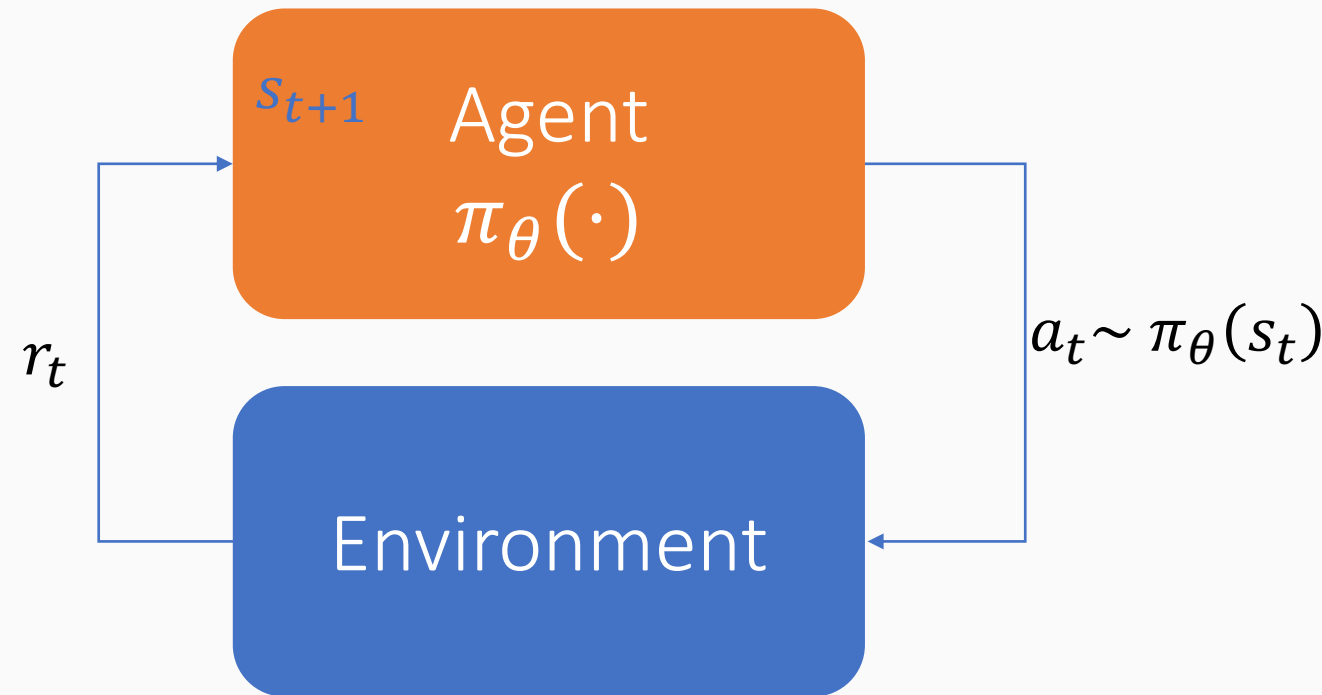 s_{t+1}
Agent
π_θ(·)
r_t
a_t~ π_θ(s_t)
Environment